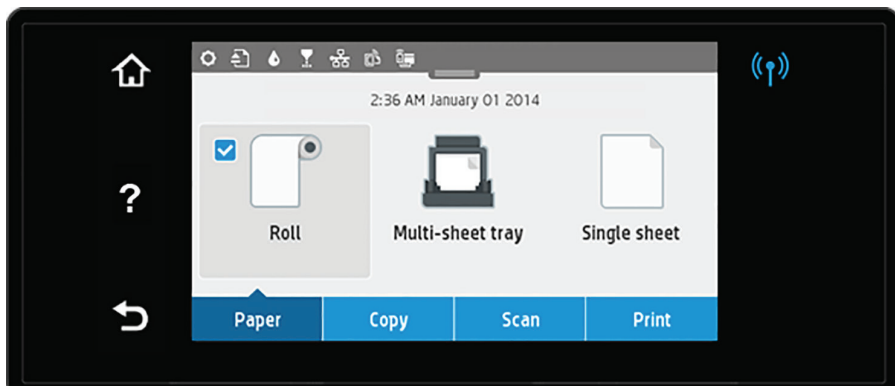 2:36 AM January 01 2014
Roll Multi-sheet tray Single sheet
?
Paper Copy Scan Print